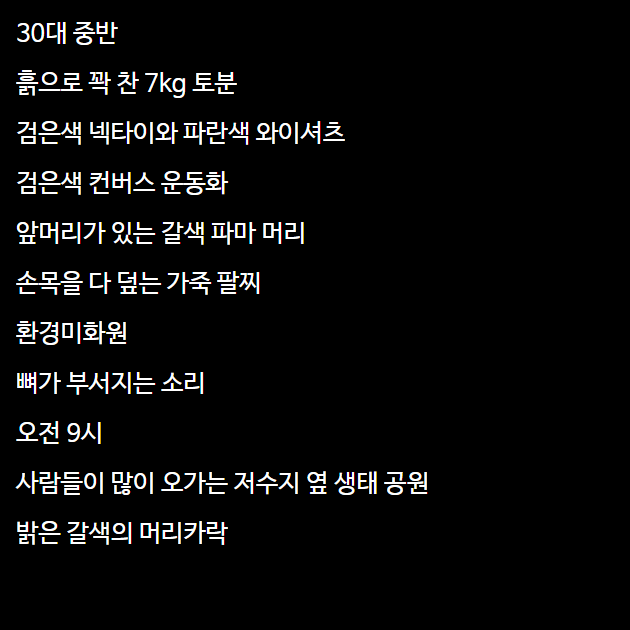 30대 중반
흙으로 꽉 찬 7kg 토분
검은색 넥타이와 파란색 와이셔츠
검은색 컨버스 운동화
앞머리가 있는 갈색 파마 머리
손목을 다 덮는 가죽 팔찌
환경미화원
뼈가 부서지는 소리
오전 9시
사람들이 많이 오가는 저수지 옆 생태 공원
밝은 갈색의 머리카락